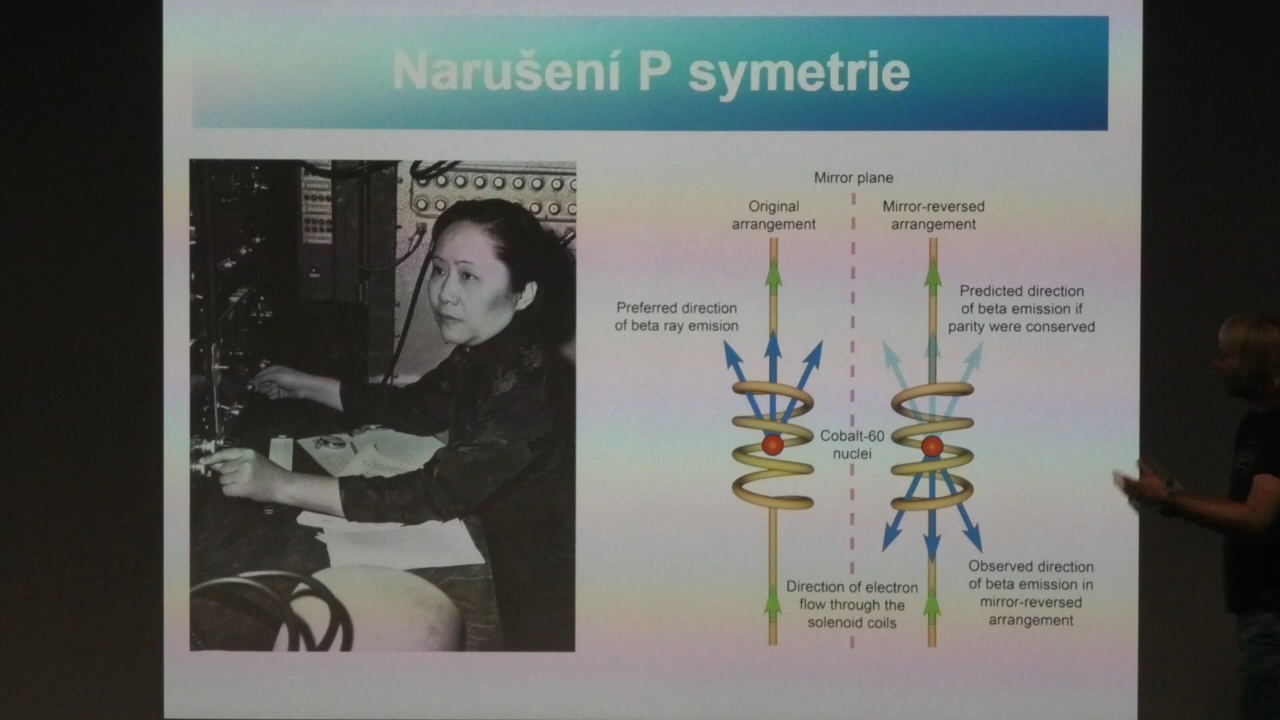 Narušení P symetrie
Mirror plane
Original
arrangement
Mirror-reversed
arrangement
Preferred direction
of beta ray emision
Predicted direction
of beta emission if
parity were conserved
Cobalt-60
nuclei
Direction of electron
flow through the
solenoid coils
Observed direction
of beta emission in
mirror-reversed
arrangement